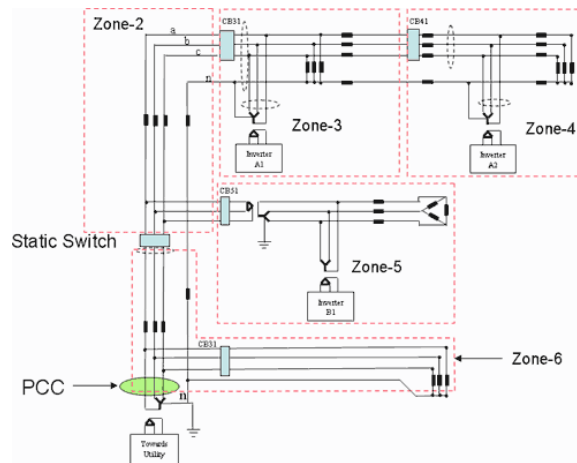 Zone-2
a
b
c
n
CB31
CB41
Zone-3
Zone-4
Inverter
A1
Inverter
A2
CB51
Static Switch
Zone-5
Inverter
B1
CB31
Zone-6
PCC
n
Towards
Utility